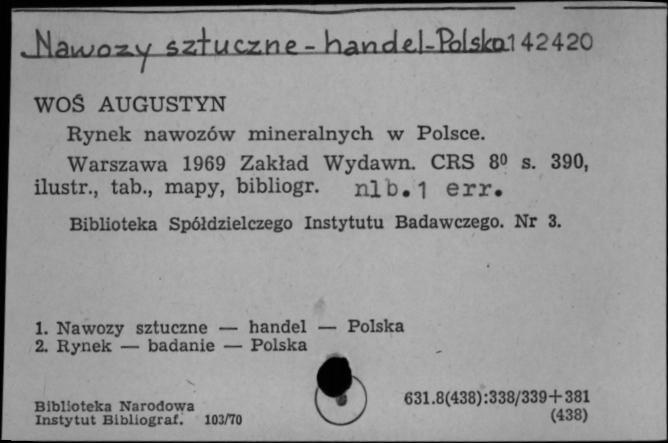 Nawozy sztuczne - handel - Polska 142420
WOŚ AUGUSTYN
Rynek nawozów mineralnych w Polsce.
Warszawa 1969 Zakład Wydawn. CRS 8⁰ s. 390,
ilustr., tab., mapy, bibliogr. nlb.1 err.
Biblioteka Spółdzielczego Instytutu Badawczego. Nr 3.
1. Nawozy sztuczne — handel — Polska
2. Rynek — badanie — Polska
Biblioteka Narodowa
Instytut Bibliograf. 103/70
631.8(438):338/339+381
(438)